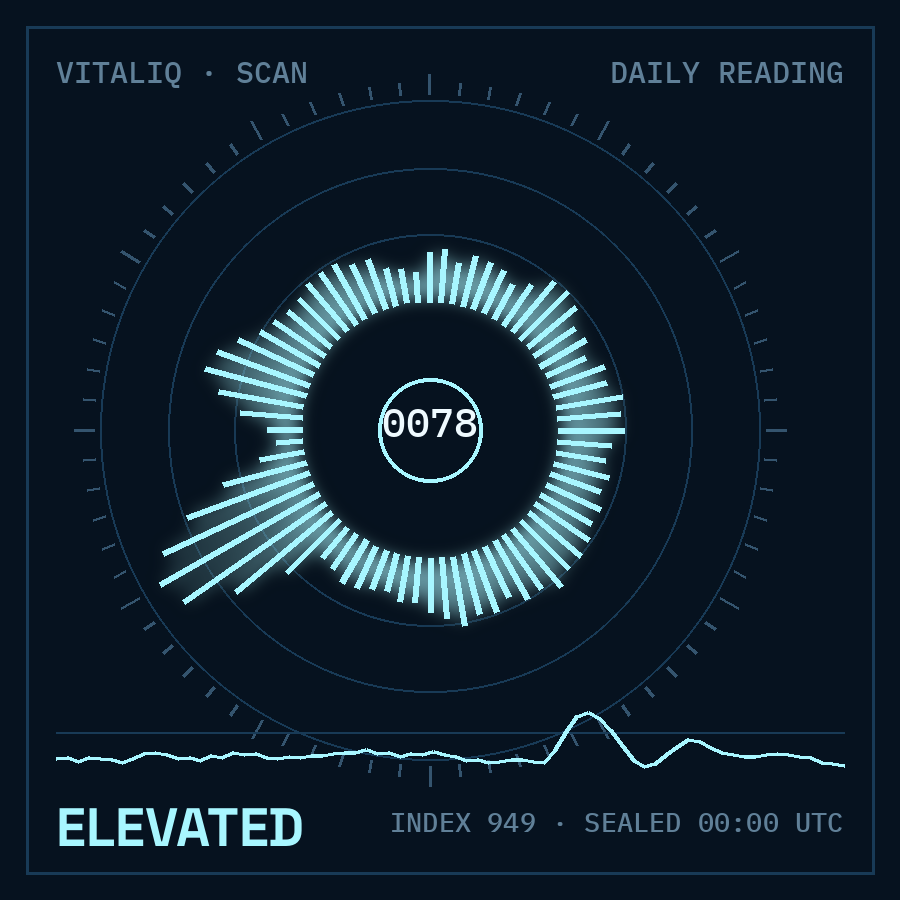 VITALIQ · SCAN
DAILY READING
0078
ELEVATED
INDEX 949 · SEALED 00:00 UTC